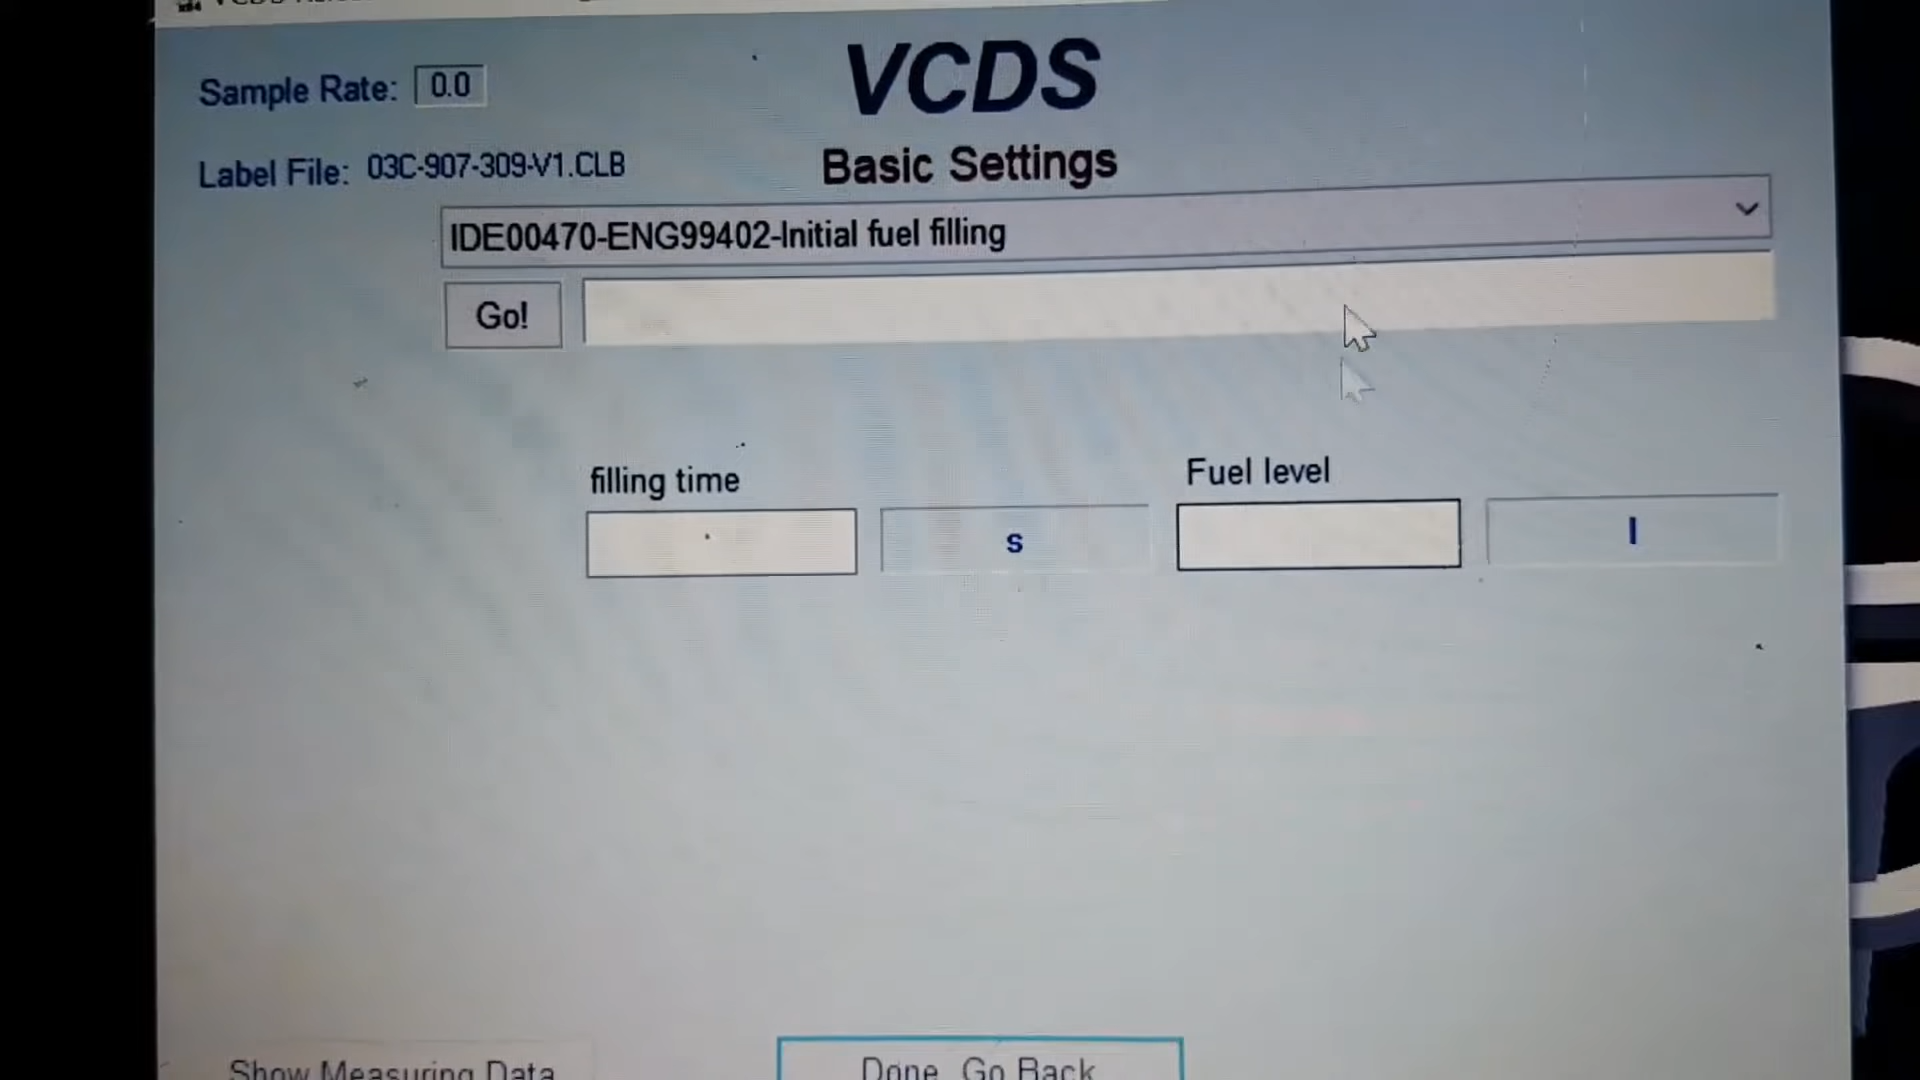 VCDS
Sample Rate: 0.0
Label File: 03C-907-309-V1.CLB
Basic Settings
IDE00470-ENG99402-Initial fuel filling
Go!
filling time
Fuel level
s
l
Show Measuring Data
Done, Go Back